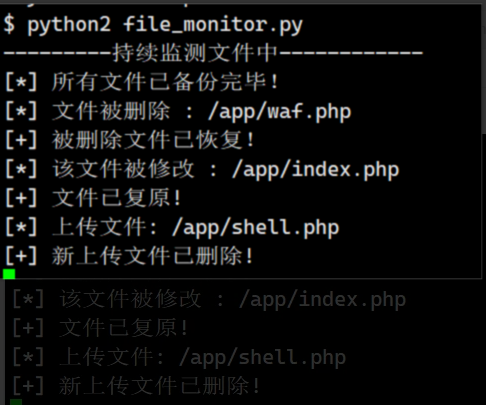 $ python2 file_monitor.py
---------持续监测文件中------------
[*] 所有文件已备份完毕!
[*] 文件被删除 : /app/waf.php
[+] 被删除文件已恢复!
[*] 该文件被修改 : /app/index.php
[+] 文件已复原!
[*] 上传文件: /app/shell.php
[+] 新上传文件已删除!
[*] 该文件被修改 : /app/index.php
[+] 文件已复原!
[*] 上传文件: /app/shell.php
[+] 新上传文件已删除!